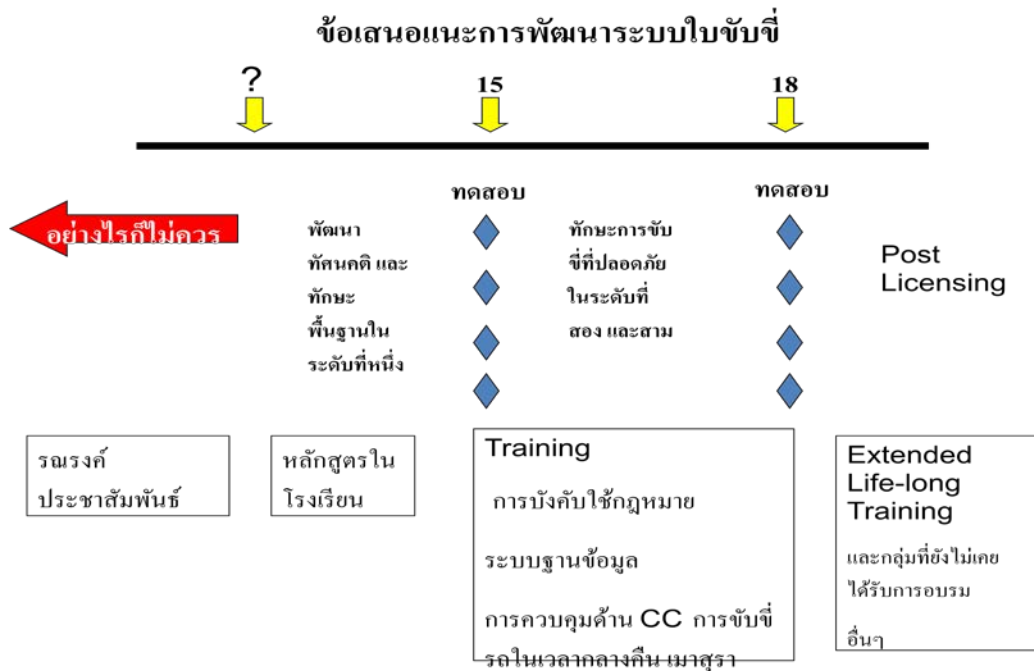 ข้อเสนอแนะการพัฒนาระบบใบขับขี่
?
15
18
ทดสอบ
ทดสอบ
อย่างไรก็ไม่ควร
พัฒนา
ทัศนคติ และ
ทักษะ
พื้นฐานใน
ระดับที่หนึ่ง
ทักษะการขับ
ขี่ที่ปลอดภัย
ในระดับที่
สอง และสาม
Post
Licensing
รณรงค์
ประชาสัมพันธ์
หลักสูตรใน
โรงเรียน
Training
การบังคับใช้กฎหมาย
ระบบฐานข้อมูล
การควบคุมด้าน CC การขับขี่
รถในเวลากลางคืน เมาสุรา
Extended
Life-long
Training
และกลุ่มที่ยังไม่เคย
ได้รับการอบรม
อื่นๆ